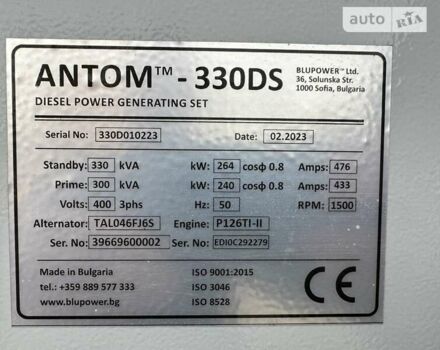 auto RIA
ANTOM™ - 330DS
BLUPOWER™ Ltd.
36, Solunska Str.
1000 Sofia, Bulgaria
DIESEL POWER GENERATING SET
Serial No: 330D010223 Date: 02.2023
Standby: 330 kVA kW: 264 cosф 0.8 Amps: 476
Prime: 300 kVA kW: 240 cosф 0.8 Amps: 433
Volts: 400 3phs Hz: 50 RPM: 1500
Alternator: TAL046FJ6S Engine: P126TI-II
Ser. No: 39669600002 Ser. No: EDI0C292279
Made in Bulgaria ISO 9001:2015
tel.: +359 889 577 333 ISO 3046
www.blupower.bg ISO 8528
CE